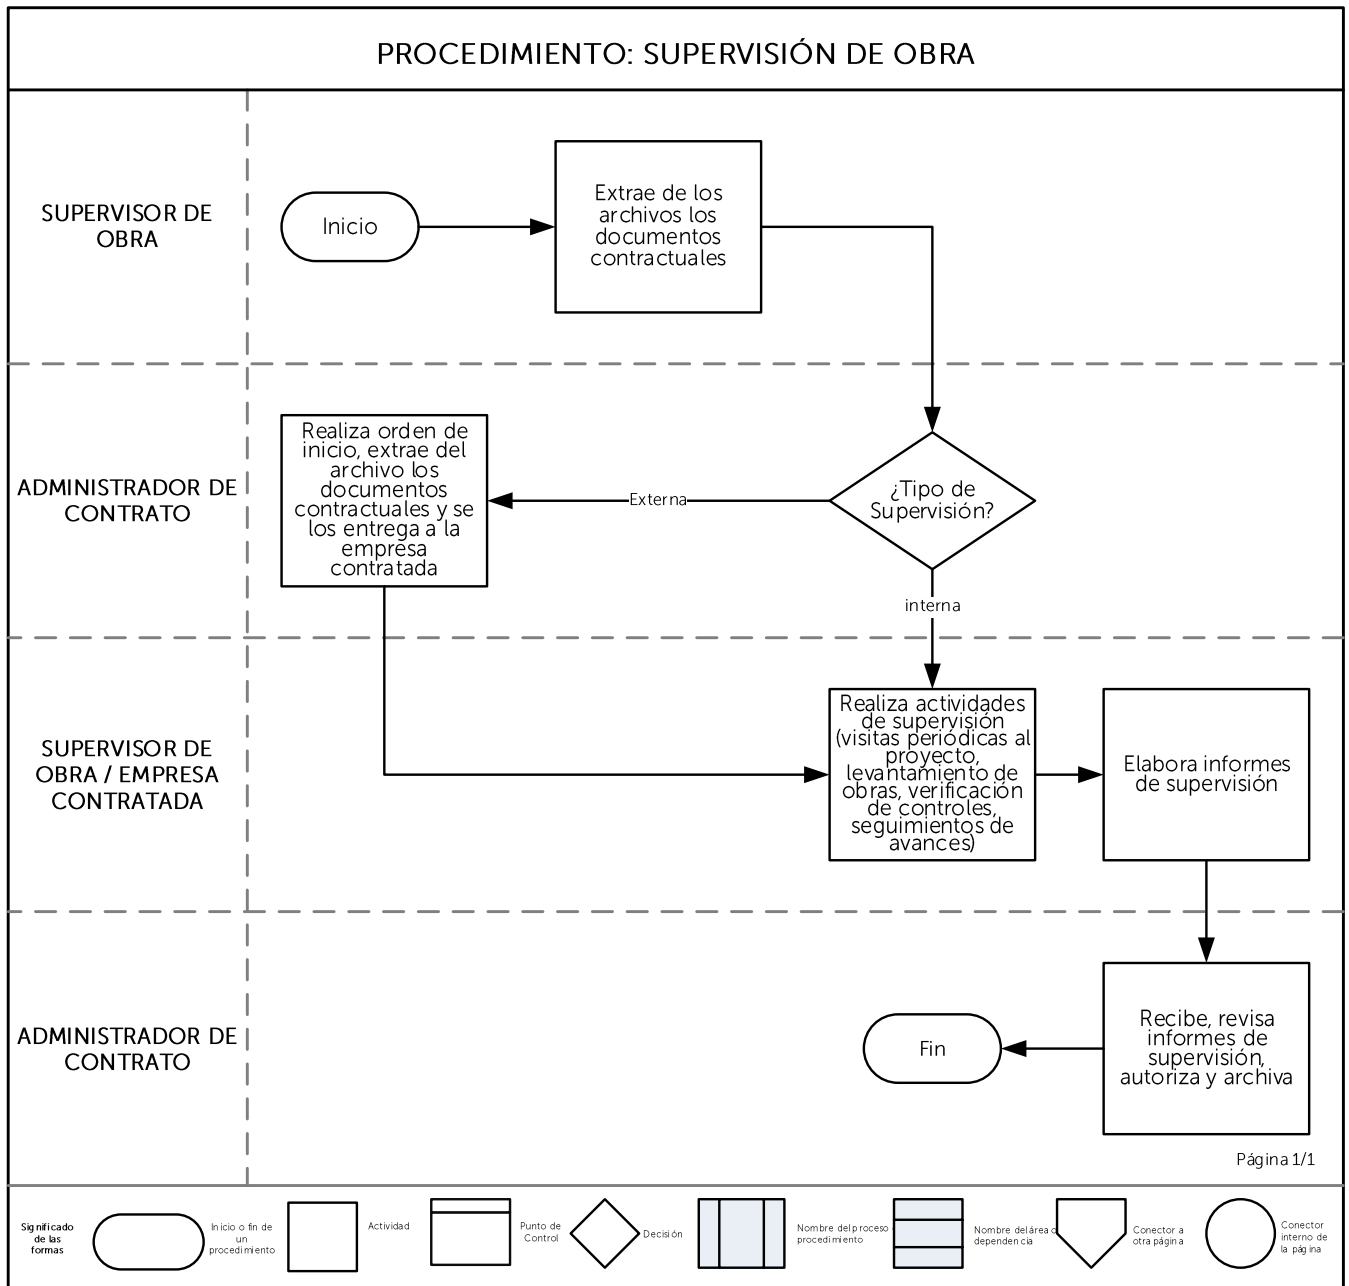 PROCEDIMIENTO: SUPERVISIÓN DE OBRA
SUPERVISOR DE
OBRA
Inicio
Extrae de los
archivos los
documentos
contractuales
ADMINISTRADOR DE
CONTRATO
Realiza orden de
inicio, extrae del
archivo los
documentos
contractuales y se
los entrega a la
empresa
contratada
Externa
¿Tipo de
Supervisión?
interna
SUPERVISOR DE
OBRA / EMPRESA
CONTRATADA
Realiza actividades
de supervisión
(visitas periódicas al
proyecto,
levantamiento de
obras, verificación
de controles,
seguimientos de
avances)
Elabora informes
de supervisión
ADMINISTRADOR DE
CONTRATO
Fin
Recibe, revisa
informes de
supervisión,
autoriza y archiva
Página 1/1
Significado
de las
formas
Inicio o fin de
un
procedimiento
Actividad
Punto de
Control
Decisión
Nombre del proceso
procedimiento
Nombre del área o
dependencia
Conector a
otra página
Conector
interno de
la página